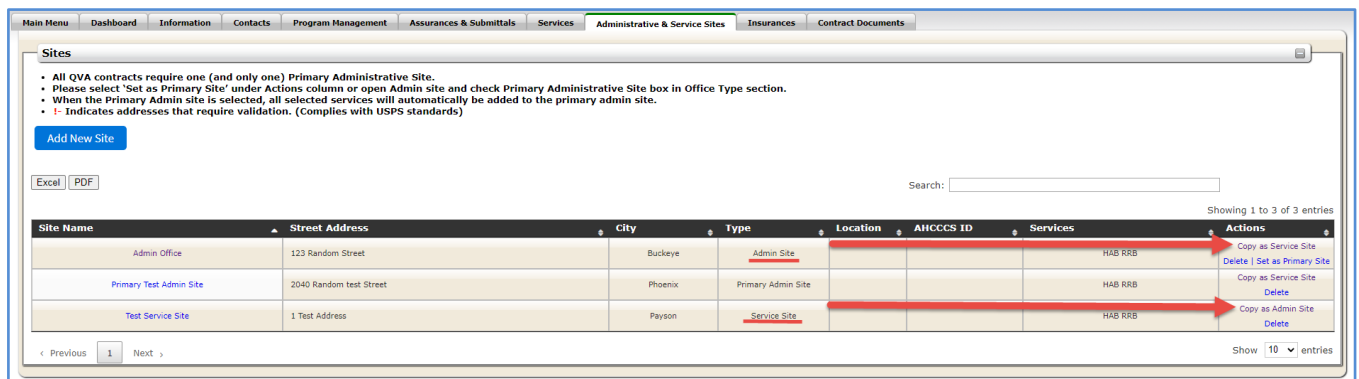 Main Menu Dashboard Information Contacts Program Management Assurances & Submittals Services Administrative & Service Sites Insurances Contract Documents
Sites
• All QVA contracts require one (and only one) Primary Administrative Site.
• Please select 'Set as Primary Site' under Actions column or open Admin site and check Primary Administrative Site box in Office Type section.
• When the Primary Admin site is selected, all selected services will automatically be added to the primary admin site.
• !- Indicates addresses that require validation. (Complies with USPS standards)
Add New Site
Excel PDF
Search:
Showing 1 to 3 of 3 entries
Site Name Street Address City Type Location AHCCCS ID Services Actions
Admin Office 123 Random Street Buckeye Admin Site HAB RRB Copy as Service Site
Delete | Set as Primary Site
Primary Test Admin Site 2040 Random test Street Phoenix Primary Admin Site HAB RRB Copy as Service Site
Delete
Test Service Site 1 Test Address Payson Service Site HAB RRB Copy as Admin Site
Delete
‹ Previous 1 Next ›
Show 10 entries